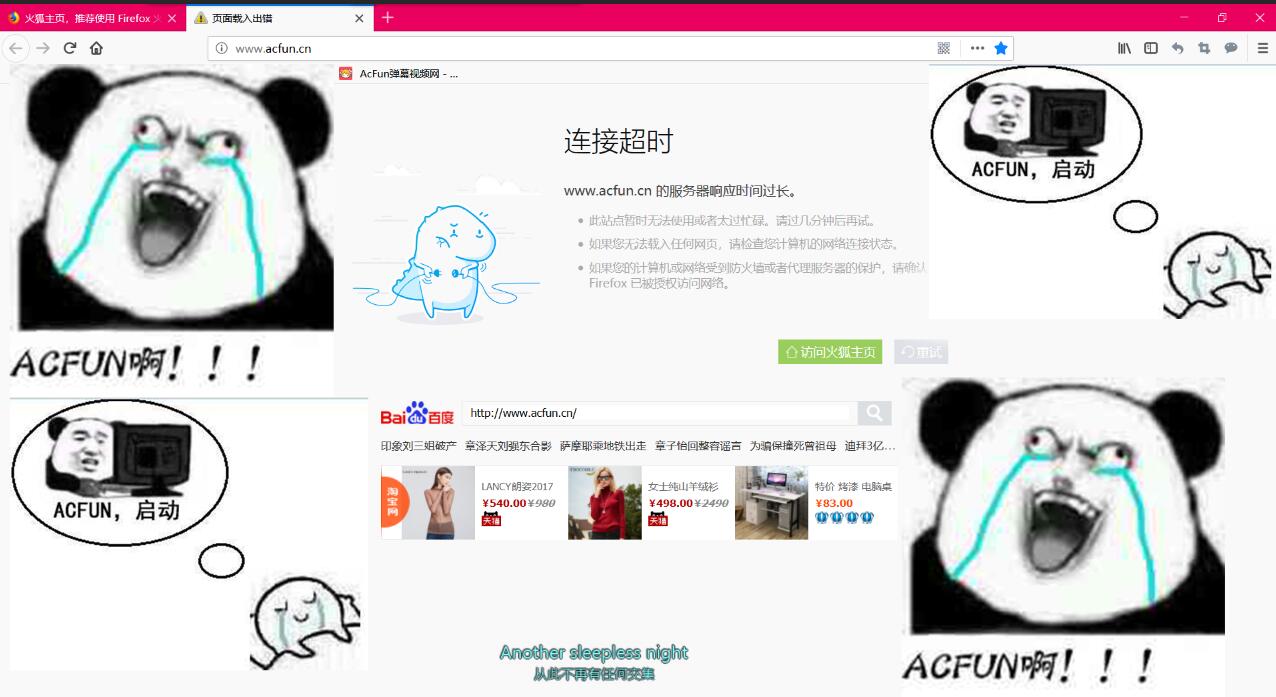 火狐主页，推荐使用 Firefox 火
页面载入出错
www.acfun.cn
AcFun弹幕视频网 - ...
ACFUN啊！！！
连接超时
www.acfun.cn 的服务器响应时间过长。
此站点暂时无法使用或者太过忙碌。请过几分钟后再试。
如果您无法载入任何网页，请检查您计算机的网络连接状态。
如果您的计算机或网络受到防火墙或者代理服务器的保护，请确认
Firefox 已被授权访问网络。
访问火狐主页
重试
ACFUN，启动
ACFUN，启动
Bai du 百度
http://www.acfun.cn/
印象刘三姐破产 章泽天刘强东合影 萨摩耶乘地铁出走 章子怡回整容谣言 为骗保撞死曾祖母 迪拜3亿...
淘宝网
LANCY朗姿2017
¥540.00 ¥980
天猫
女士纯山羊绒衫
¥498.00 ¥2490
天猫
特价 烤漆 电脑桌
¥83.00
ACFUN啊！！！
Another sleepless night
从此不再有任何交集